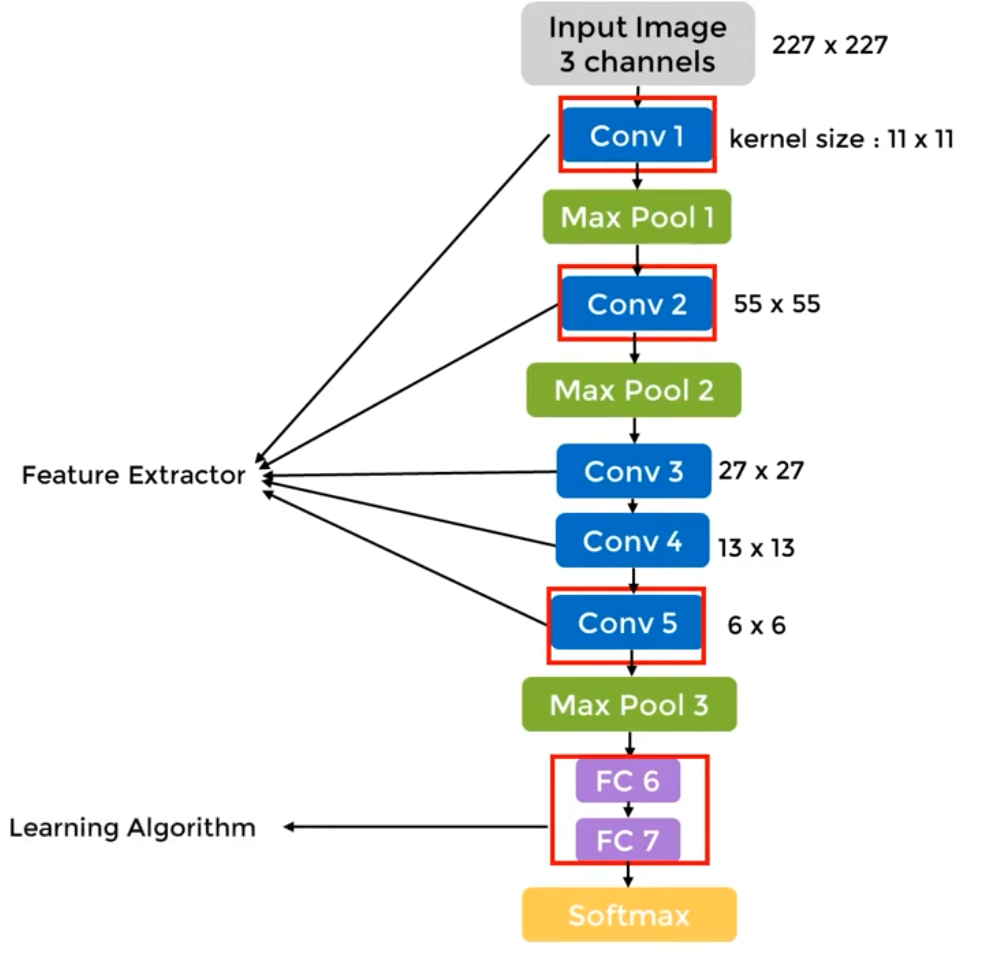 Input Image
3 channels
227 x 227
Conv 1
kernel size : 11 x 11
Max Pool 1
Conv 2
55 x 55
Max Pool 2
Conv 3
27 x 27
Feature Extractor
Conv 4
13 x 13
Conv 5
6 x 6
Max Pool 3
FC 6
Learning Algorithm
FC 7
Softmax